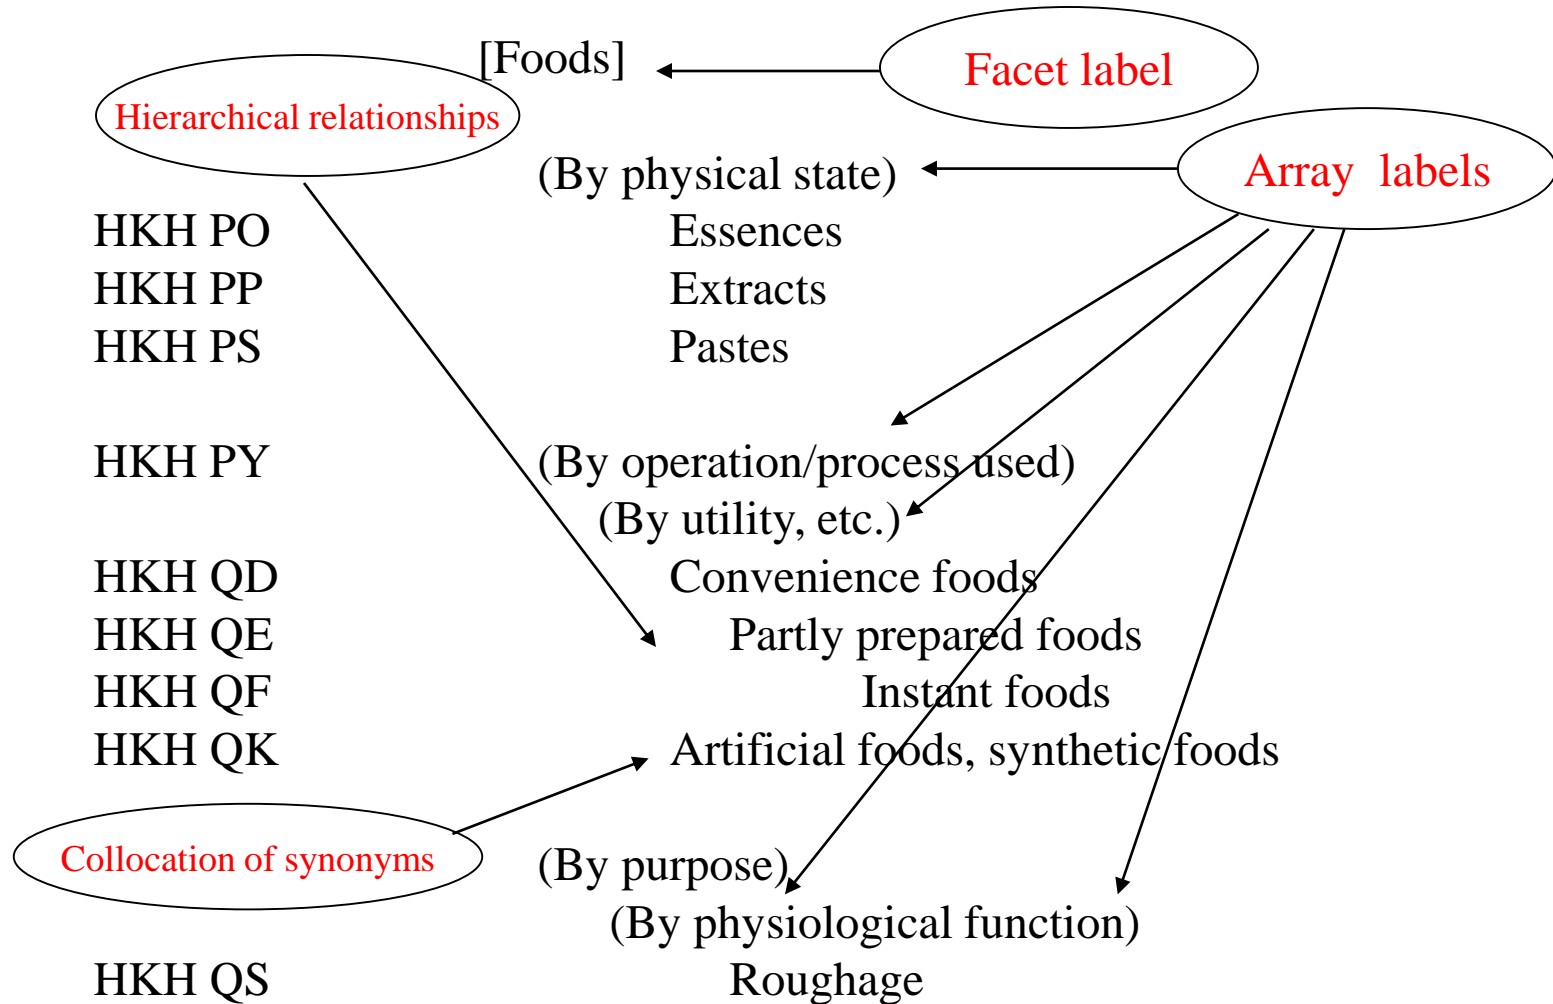 [Foods]
Facet label
Hierarchical relationships
(By physical state)
Array labels
HKH PO Essences
HKH PP Extracts
HKH PS Pastes
HKH PY (By operation/process used)
(By utility, etc.)
HKH QD Convenience foods
HKH QE Partly prepared foods
HKH QF Instant foods
HKH QK Artificial foods, synthetic foods
Collocation of synonyms
(By purpose)
(By physiological function)
HKH QS Roughage